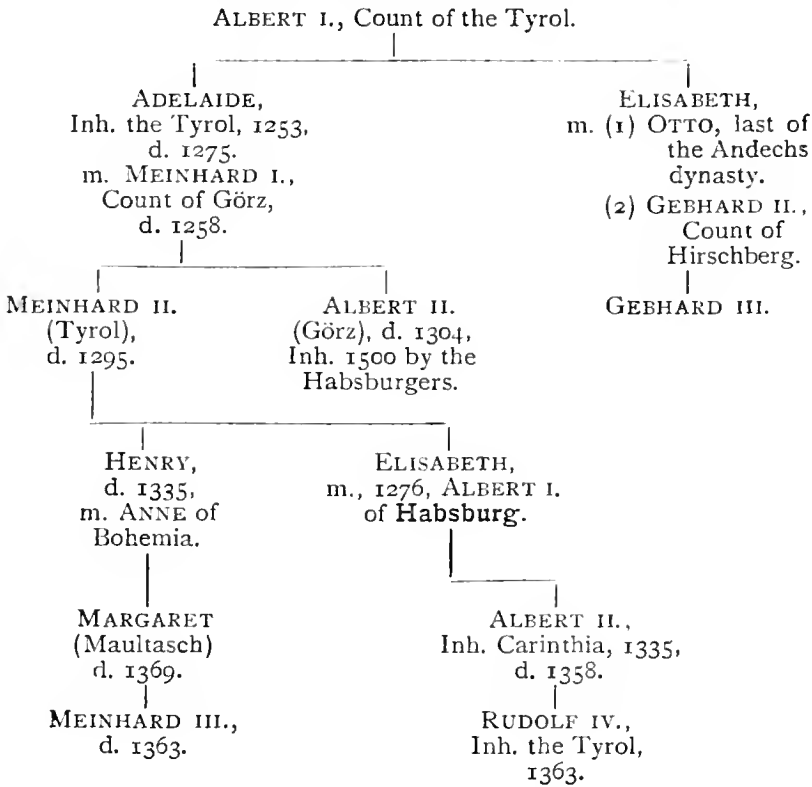 ALBERT I., Count of the Tyrol.
ADELAIDE,
Inh. the Tyrol, 1253,
d. 1275.
m. MEINHARD I.,
Count of Görz,
d. 1258.
ELISABETH,
m. (1) OTTO, last of
the Andechs
dynasty.
(2) GEBHARD II.,
Count of
Hirschberg.
MEINHARD II.
(Tyrol),
d. 1295.
ALBERT II.
(Görz), d. 1304,
Inh. 1500 by the
Habsburgers.
GEBHARD III.
HENRY,
d. 1335,
m. ANNE of
Bohemia.
ELISABETH,
m., 1276, ALBERT I.
of Habsburg.
MARGARET
(Maultasch)
d. 1369.
ALBERT II.,
Inh. Carinthia, 1335,
d. 1358.
MEINHARD III.,
d. 1363.
RUDOLF IV.,
Inh. the Tyrol,
1363.